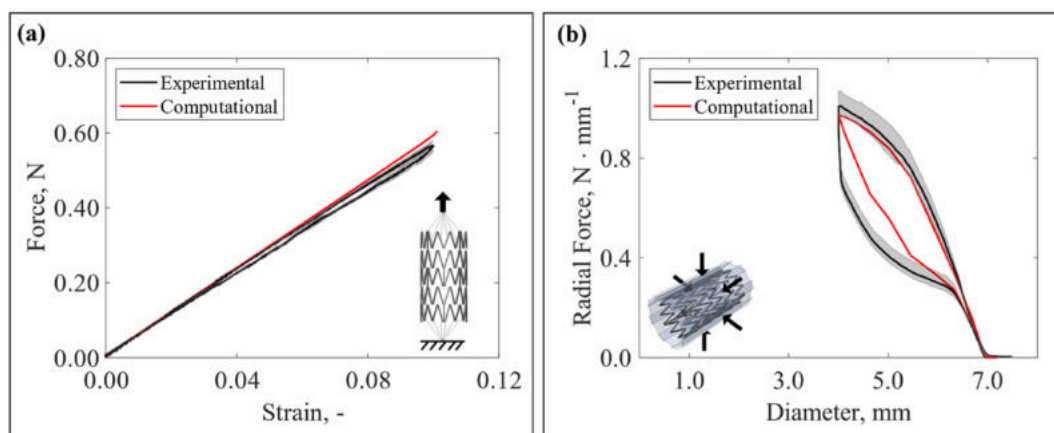 (a)
0.80
0.60
0.40
0.20
0.00
Force, N
Experimental
Computational
0.00
0.04
0.08
0.12
Strain, -
(b)
1.2
0.8
0.4
0
Radial Force, N · mm⁻¹
Experimental
Computational
1.0
3.0
5.0
7.0
Diameter, mm